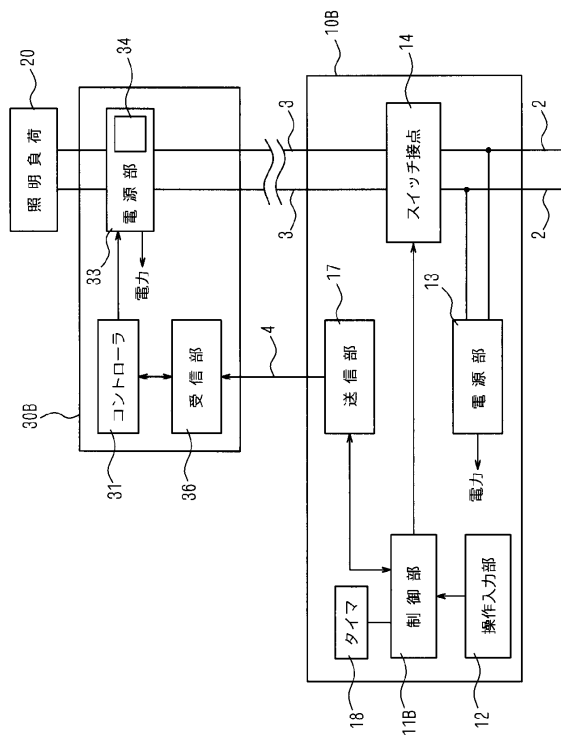 20
照明負荷
30B
34
33
電源部
電力
31
コントローラ
36
受信部
4
3
3
10B
14
スイッチ接点
17
送信部
13
電源部
電力
2
2
18
タイマ
11B
制御部
12
操作入力部